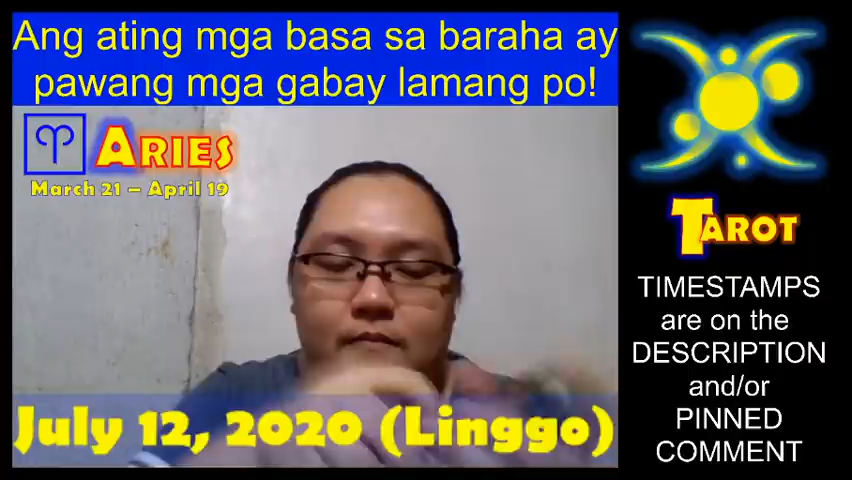 Ang ating mga basa sa baraha ay
pawang mga gabay lamang po!
ARIES
March 21 – April 19
July 12, 2020 (Linggo)
TAROT
TIMESTAMPS
are on the
DESCRIPTION
and/or
PINNED
COMMENT